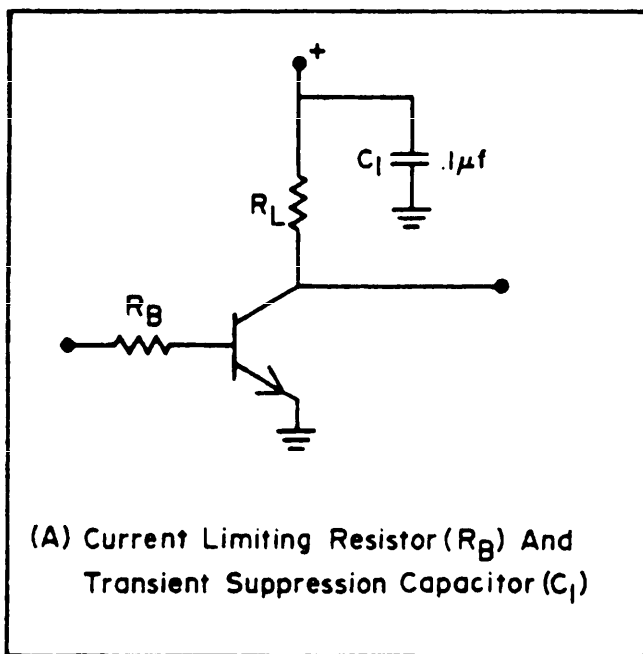 +
C1 .1μf
RL
RB
(A) Current Limiting Resistor (RB) And
Transient Suppression Capacitor (C1)